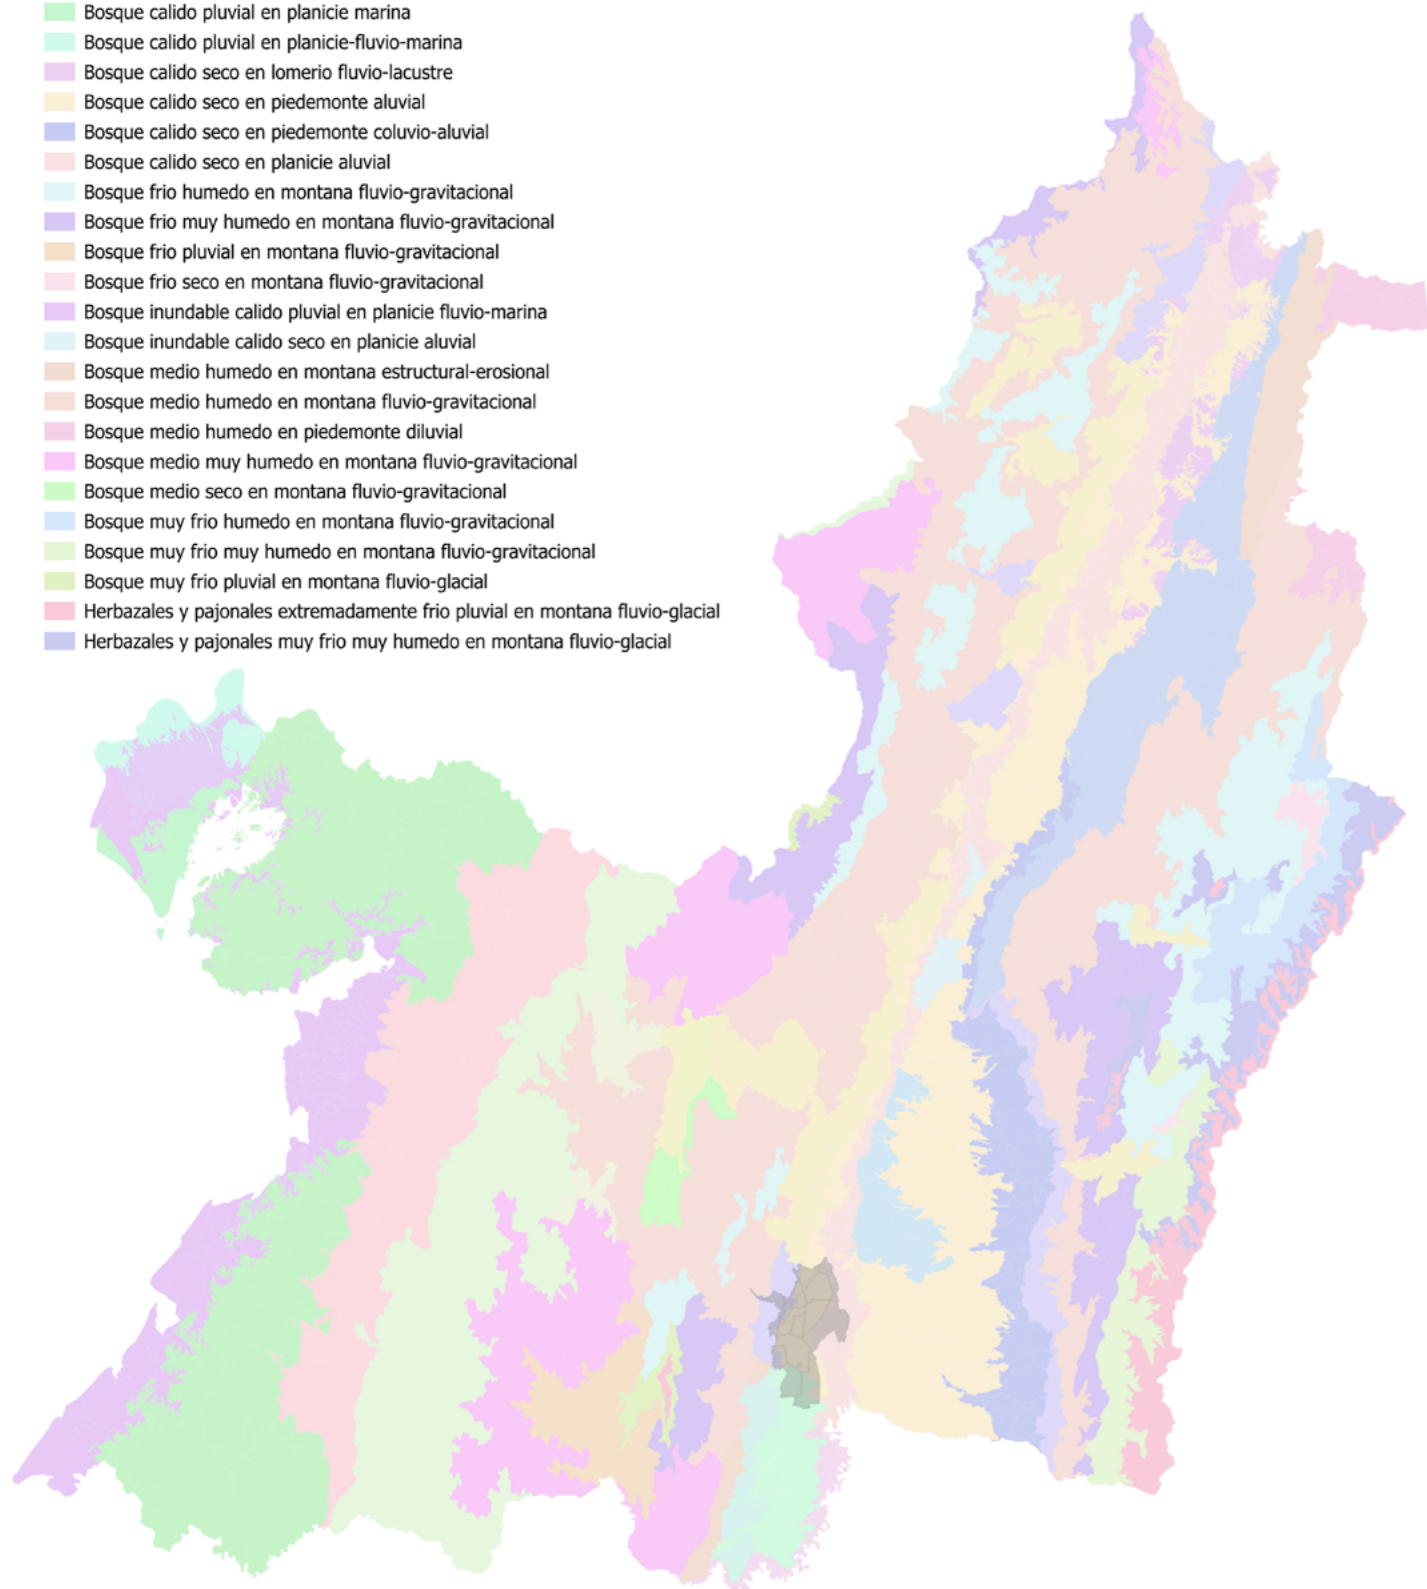 Bosque calido pluvial en planicie marina
Bosque calido pluvial en planicie-fluvio-marina
Bosque calido seco en lomerio fluvio-lacustre
Bosque calido seco en piedemonte aluvial
Bosque calido seco en piedemonte coluvio-aluvial
Bosque calido seco en planicie aluvial
Bosque frio humedo en montana fluvio-gravitacional
Bosque frio muy humedo en montana fluvio-gravitacional
Bosque frio pluvial en montana fluvio-gravitacional
Bosque frio seco en montana fluvio-gravitacional
Bosque inundable calido pluvial en planicie fluvio-marina
Bosque inundable calido seco en planicie aluvial
Bosque medio humedo en montana estructural-erosional
Bosque medio humedo en montana fluvio-gravitacional
Bosque medio humedo en piedemonte diluvial
Bosque medio muy humedo en montana fluvio-gravitacional
Bosque medio seco en montana fluvio-gravitacional
Bosque muy frio humedo en montana fluvio-gravitacional
Bosque muy frio muy humedo en montana fluvio-gravitacional
Bosque muy frio pluvial en montana fluvio-glacial
Herbazales y pajonales extremadamente frio pluvial en montana fluvio-glacial
Herbazales y pajonales muy frio muy humedo en montana fluvio-glacial